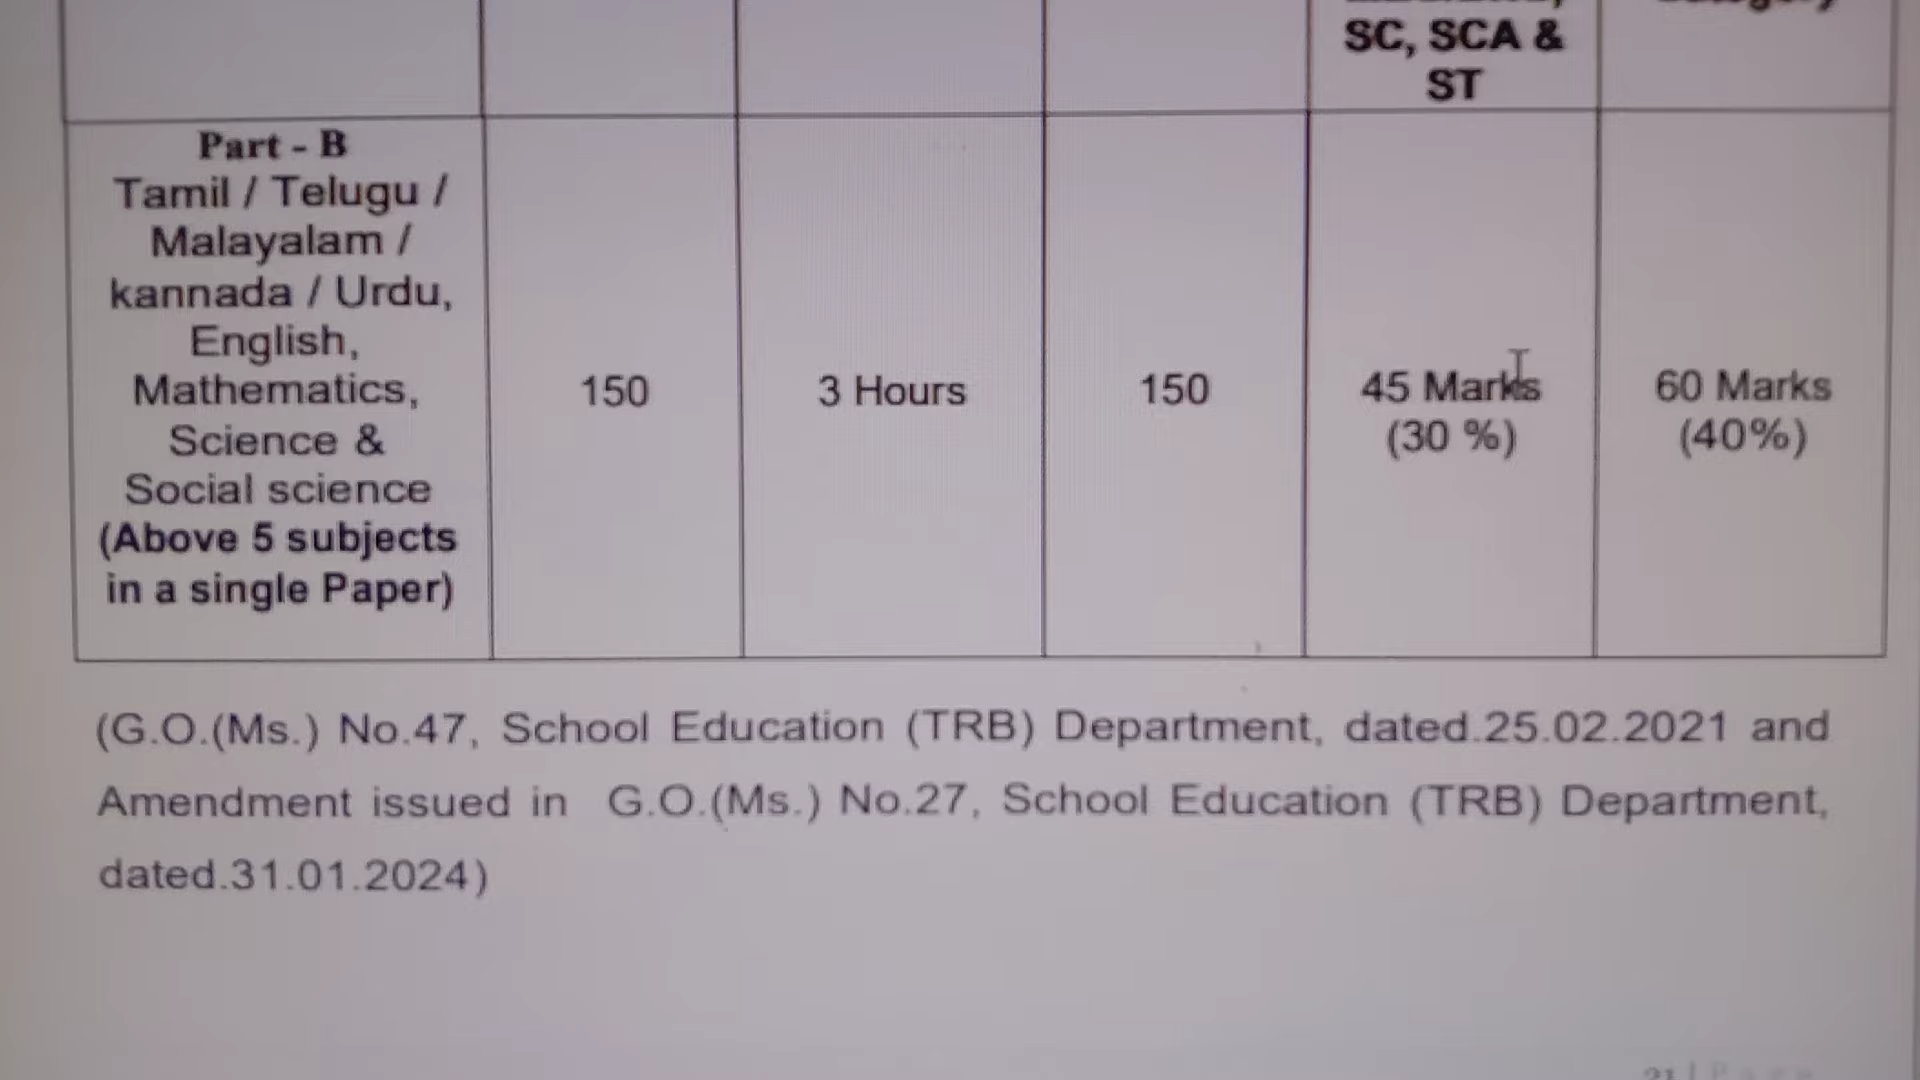 SC, SCA &
ST
Part - B
Tamil / Telugu /
Malayalam /
kannada / Urdu,
English,
Mathematics,
Science &
Social science
(Above 5 subjects
in a single Paper)
150
3 Hours
150
45 Marks
(30 %)
60 Marks
(40%)
(G.O.(Ms.) No.47, School Education (TRB) Department, dated.25.02.2021 and
Amendment issued in G.O.(Ms.) No.27, School Education (TRB) Department,
dated.31.01.2024)